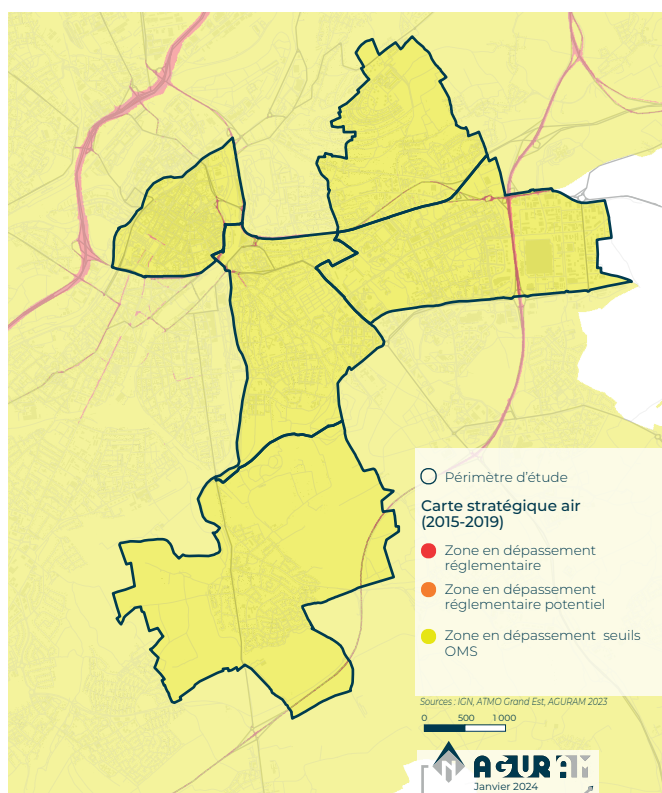 Périmètre d'étude
Carte stratégique air
(2015-2019)
Zone en dépassement
réglementaire
Zone en dépassement
réglementaire potentiel
Zone en dépassement seuils
OMS
Sources : IGN, ATMO Grand Est, AGURAM 2023
0 500 1 000
N AGURAM
Janvier 2024